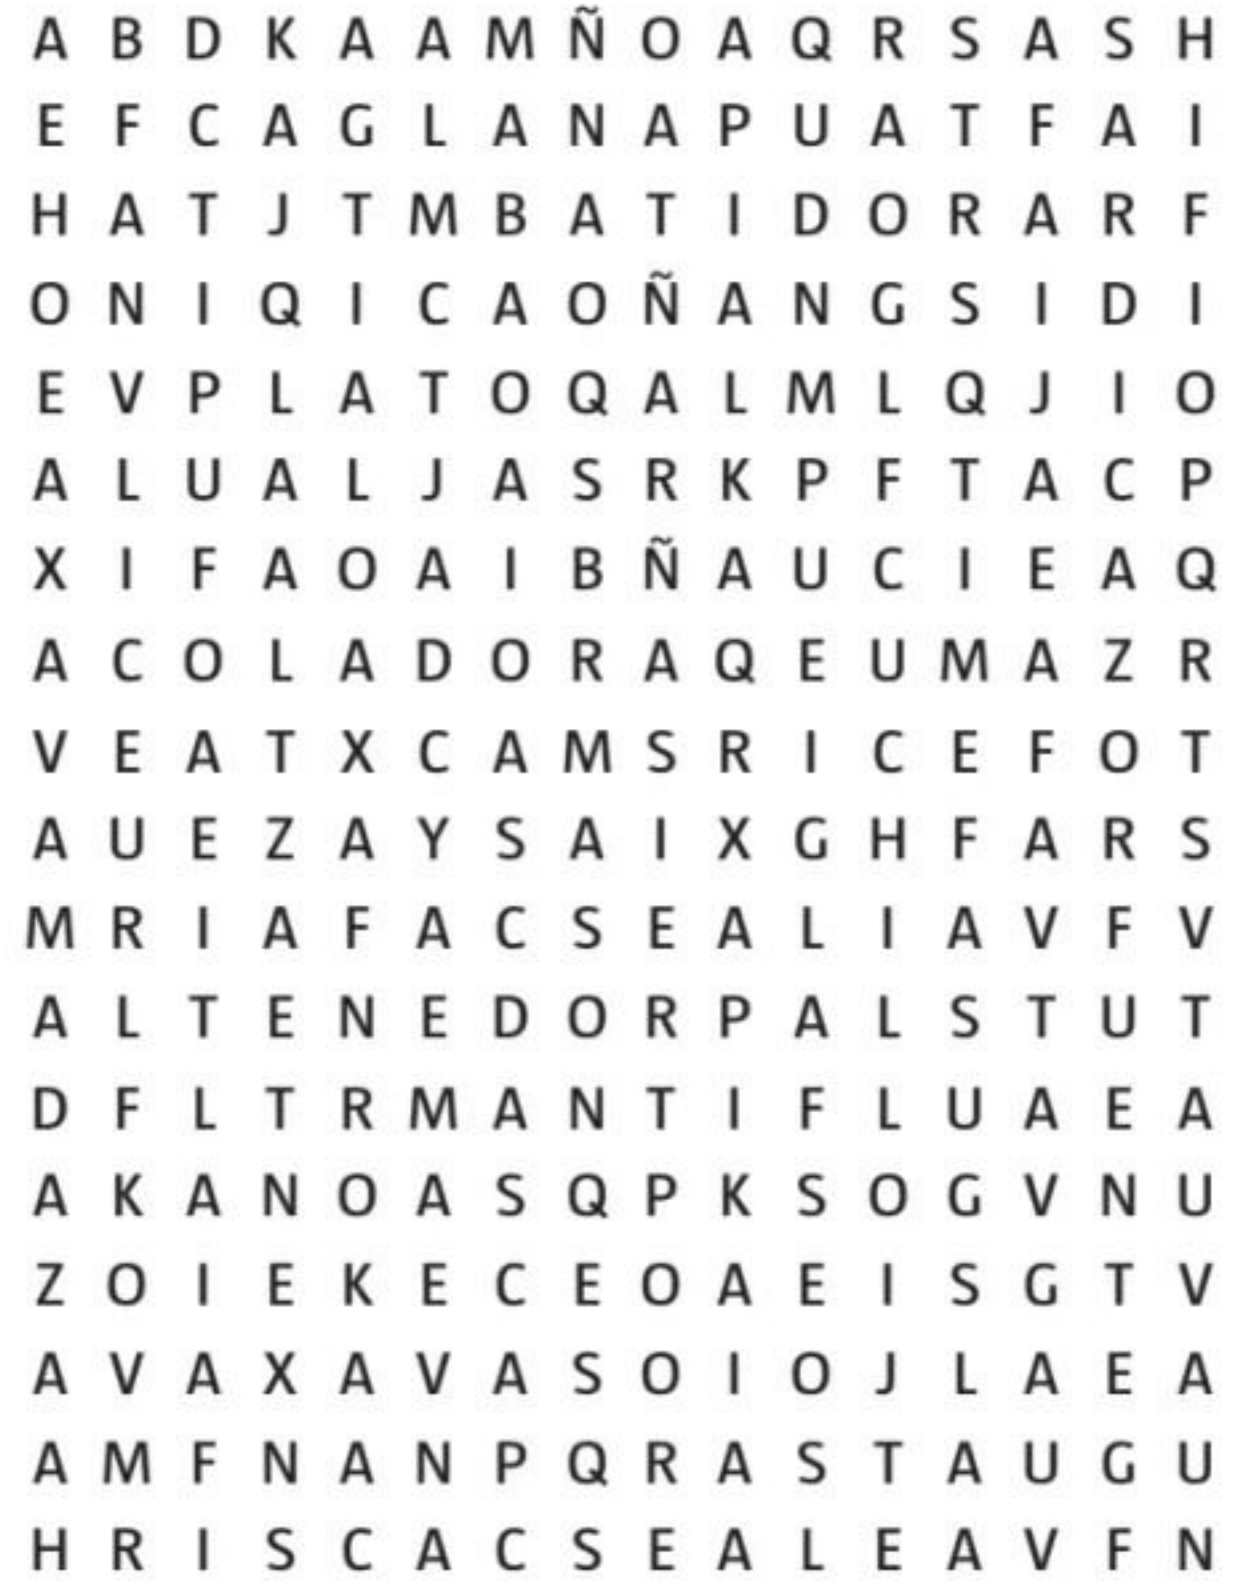 A B D K A A M Ñ O A Q R S A S H
E F C A G L A N A P U A T F A I
H A T J T M B A T I D O R A R F
O N I Q I C A O Ñ A N G S I D I
E V P L A T O Q A L M L Q J I O
A L U A L J A S R K P F T A C P
X I F A O A I B Ñ A U C I E A Q
A C O L A D O R A Q E U M A Z R
V E A T X C A M S R I C E F O T
A U E Z A Y S A I X G H F A R S
M R I A F A C S E A L I A V F V
A L T E N E D O R P A L S T U T
D F L T R M A N T I F L U A E A
A K A N O A S Q P K S O G V N U
Z O I E K E C E O A E I S G T V
A V A X A V A S O I O J L A E A
A M F N A N P Q R A S T A U G U
H R I S C A C S E A L E A V F N